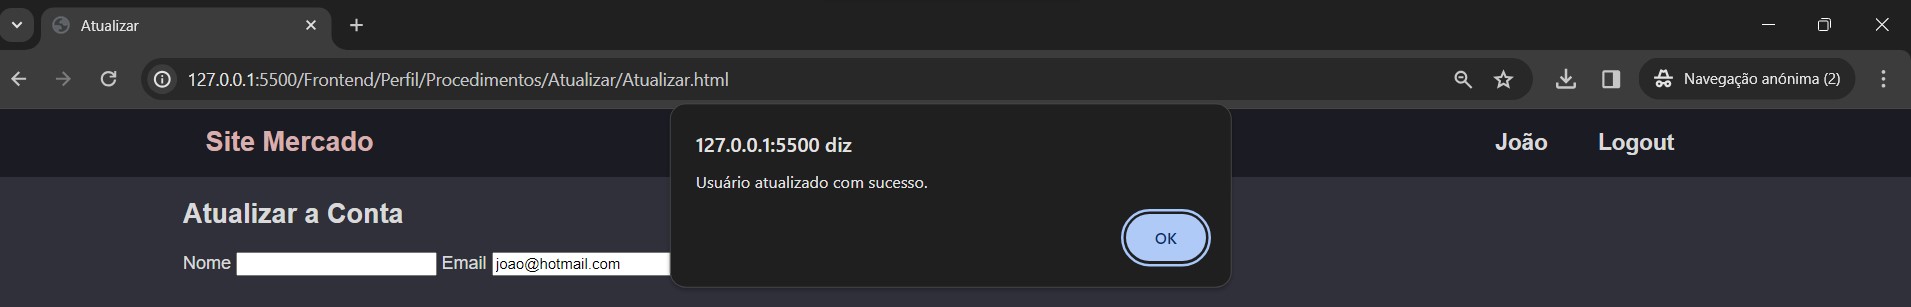 Atualizar
127.0.0.1:5500/Frontend/Perfil/Procedimentos/Atualizar/Atualizar.html
Navegação anónima (2)
Site Mercado
João
Logout
127.0.0.1:5500 diz
Usuário atualizado com sucesso.
OK
Atualizar a Conta
Nome
Email joao@hotmail.com